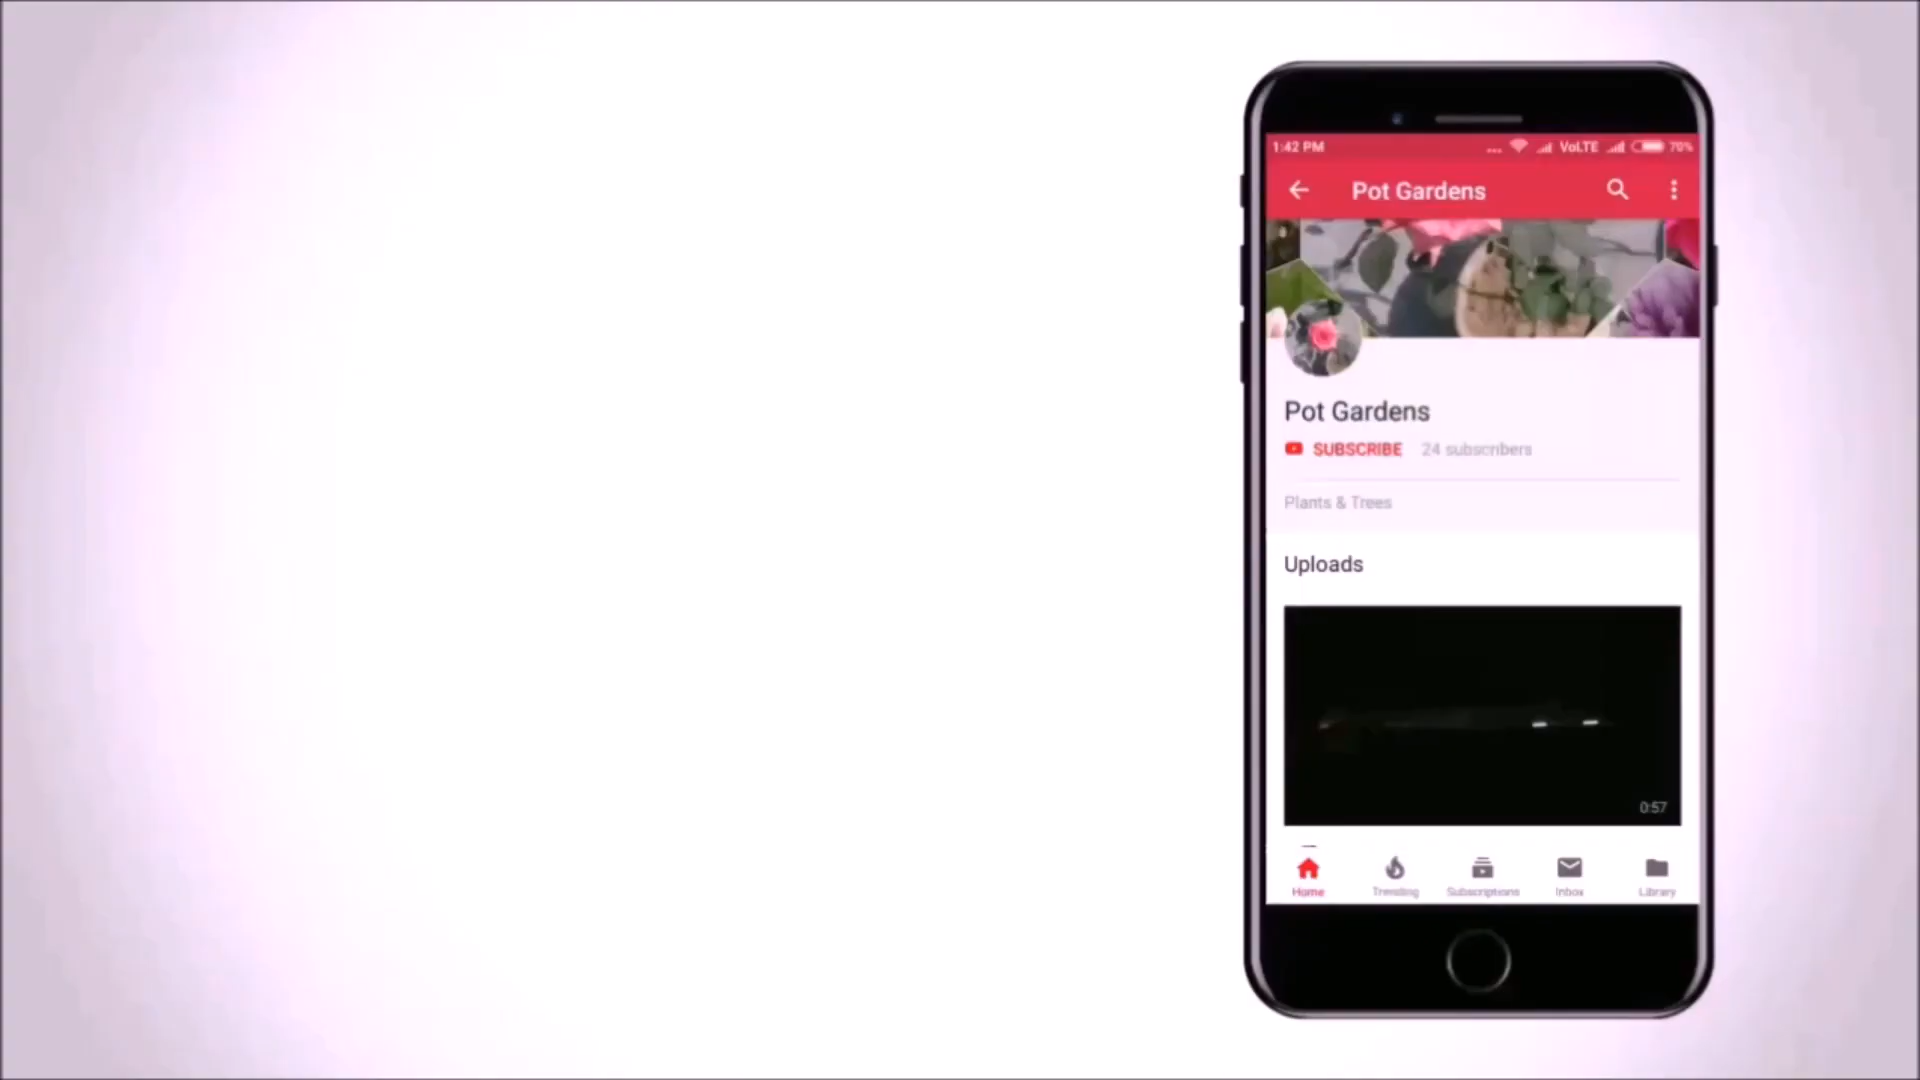 1:42 PM ... VoLTE 70%
Pot Gardens
Pot Gardens
SUBSCRIBE 24 subscribers
Plants & Trees
Uploads
0:57
Home Trending Subscriptions Inbox Library